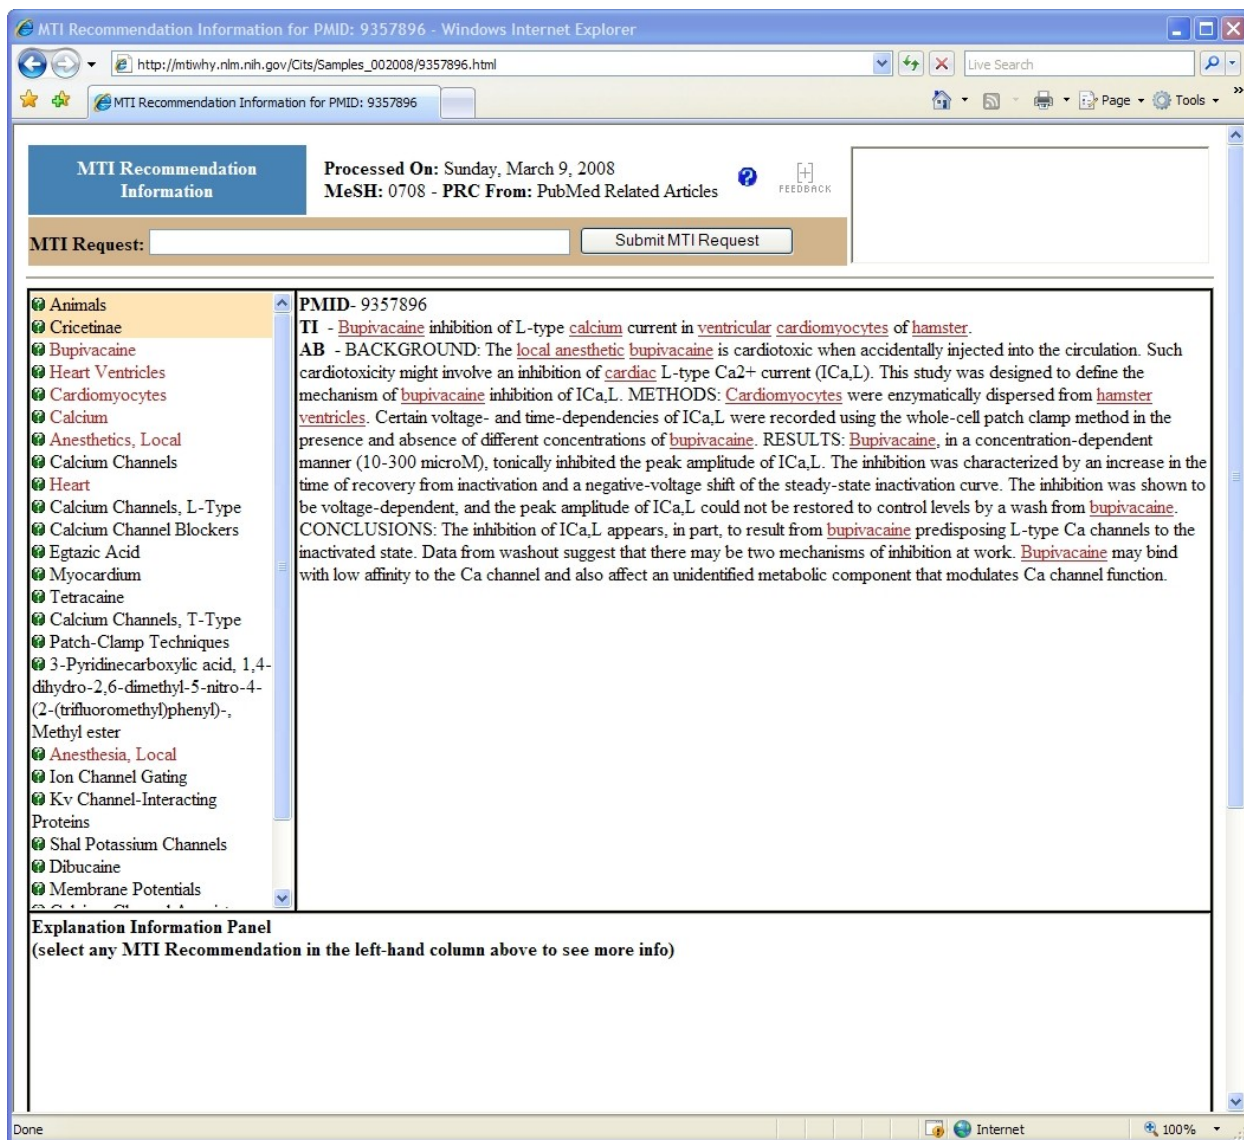 MTI Recommendation Information for PMID: 9357896 - Windows Internet Explorer
http://mtiwhy.nlm.nih.gov/Cits/Samples_002008/9357896.html
Live Search
MTI Recommendation Information for PMID: 9357896
Page
Tools
MTI Recommendation
Information
Processed On: Sunday, March 9, 2008
MeSH: 0708 - PRC From: PubMed Related Articles
[+]
FEEDBACK
MTI Request:
Submit MTI Request
Animals
Cricetinae
Bupivacaine
Heart Ventricles
Cardiomyocytes
Calcium
Anesthetics, Local
Calcium Channels
Heart
Calcium Channels, L-Type
Calcium Channel Blockers
Egtazic Acid
Myocardium
Tetracaine
Calcium Channels, T-Type
Patch-Clamp Techniques
3-Pyridinecarboxylic acid, 1,4-
dihydro-2,6-dimethyl-5-nitro-4-
(2-(trifluoromethyl)phenyl)-,
Methyl ester
Anesthesia, Local
Ion Channel Gating
Kv Channel-Interacting
Proteins
Shal Potassium Channels
Dibucaine
Membrane Potentials
PMID- 9357896
TI - Bupivacaine inhibition of L-type calcium current in ventricular cardiomyocytes of hamster.
AB - BACKGROUND: The local anesthetic bupivacaine is cardiotoxic when accidentally injected into the circulation. Such
cardiotoxicity might involve an inhibition of cardiac L-type Ca2+ current (ICa,L). This study was designed to define the
mechanism of bupivacaine inhibition of ICa,L. METHODS: Cardiomyocytes were enzymatically dispersed from hamster
ventricles. Certain voltage- and time-dependencies of ICa,L were recorded using the whole-cell patch clamp method in the
presence and absence of different concentrations of bupivacaine. RESULTS: Bupivacaine, in a concentration-dependent
manner (10-300 microM), tonically inhibited the peak amplitude of ICa,L. The inhibition was characterized by an increase in the
time of recovery from inactivation and a negative-voltage shift of the steady-state inactivation curve. The inhibition was shown to
be voltage-dependent, and the peak amplitude of ICa,L could not be restored to control levels by a wash from bupivacaine.
CONCLUSIONS: The inhibition of ICa,L appears, in part, to result from bupivacaine predisposing L-type Ca channels to the
inactivated state. Data from washout suggest that there may be two mechanisms of inhibition at work. Bupivacaine may bind
with low affinity to the Ca channel and also affect an unidentified metabolic component that modulates Ca channel function.
Explanation Information Panel
(select any MTI Recommendation in the left-hand column above to see more info)
Done
Internet
100%